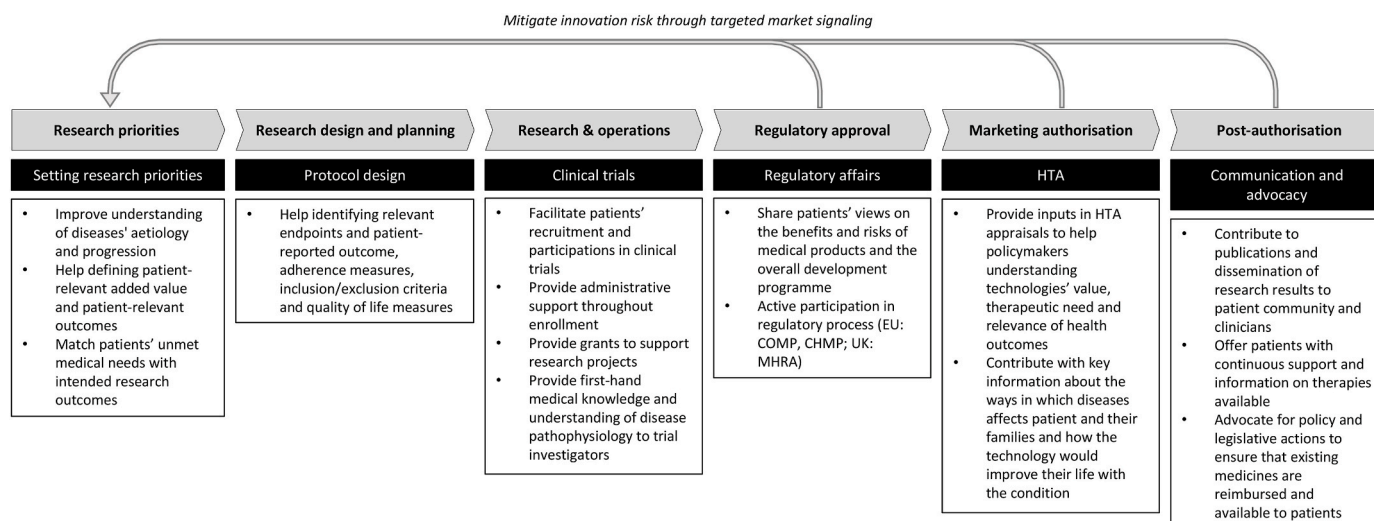 Mitigate innovation risk through targeted market signaling
Research priorities
Research design and planning
Research & operations
Regulatory approval
Marketing authorisation
Post-authorisation
Setting research priorities
• Improve understanding
of diseases' aetiology
and progression
• Help defining patient-
relevant added value
and patient-relevant
outcomes
• Match patients' unmet
medical needs with
intended research
outcomes
Protocol design
• Help identifying relevant
endpoints and patient-
reported outcome,
adherence measures,
inclusion/exclusion criteria
and quality of life measures
Clinical trials
• Facilitate patients'
recruitment and
participations in clinical
trials
• Provide administrative
support throughout
enrollment
• Provide grants to support
research projects
• Provide first-hand
medical knowledge and
understanding of disease
pathophysiology to trial
investigators
Regulatory affairs
• Share patients' views on
the benefits and risks of
medical products and the
overall development
programme
• Active participation in
regulatory process (EU:
COMP, CHMP; UK:
MHRA)
HTA
• Provide inputs in HTA
appraisals to help
policymakers
understanding
technologies' value,
therapeutic need and
relevance of health
outcomes
• Contribute with key
information about the
ways in which diseases
affects patient and their
families and how the
technology would
improve their life with
the condition
Communication and
advocacy
• Contribute to
publications and
dissemination of
research results to
patient community and
clinicians
• Offer patients with
continuous support and
information on therapies
available
• Advocate for policy and
legislative actions to
ensure that existing
medicines are
reimbursed and
available to patients